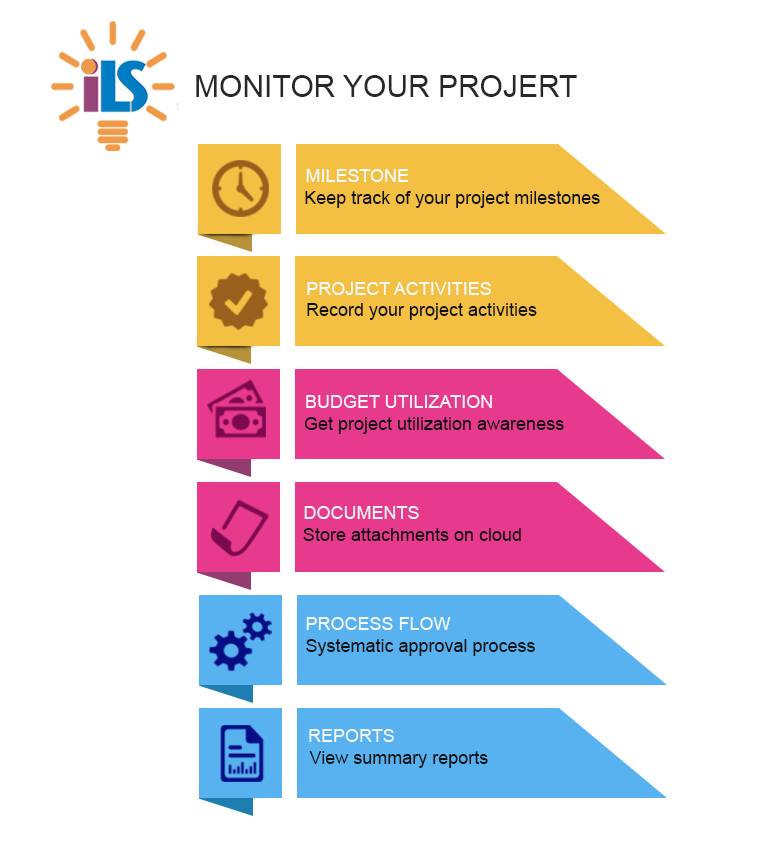 iLS
MONITOR YOUR PROJERT
MILESTONE
Keep track of your project milestones
PROJECT ACTIVITIES
Record your project activities
BUDGET UTILIZATION
Get project utilization awareness
DOCUMENTS
Store attachments on cloud
PROCESS FLOW
Systematic approval process
REPORTS
View summary reports